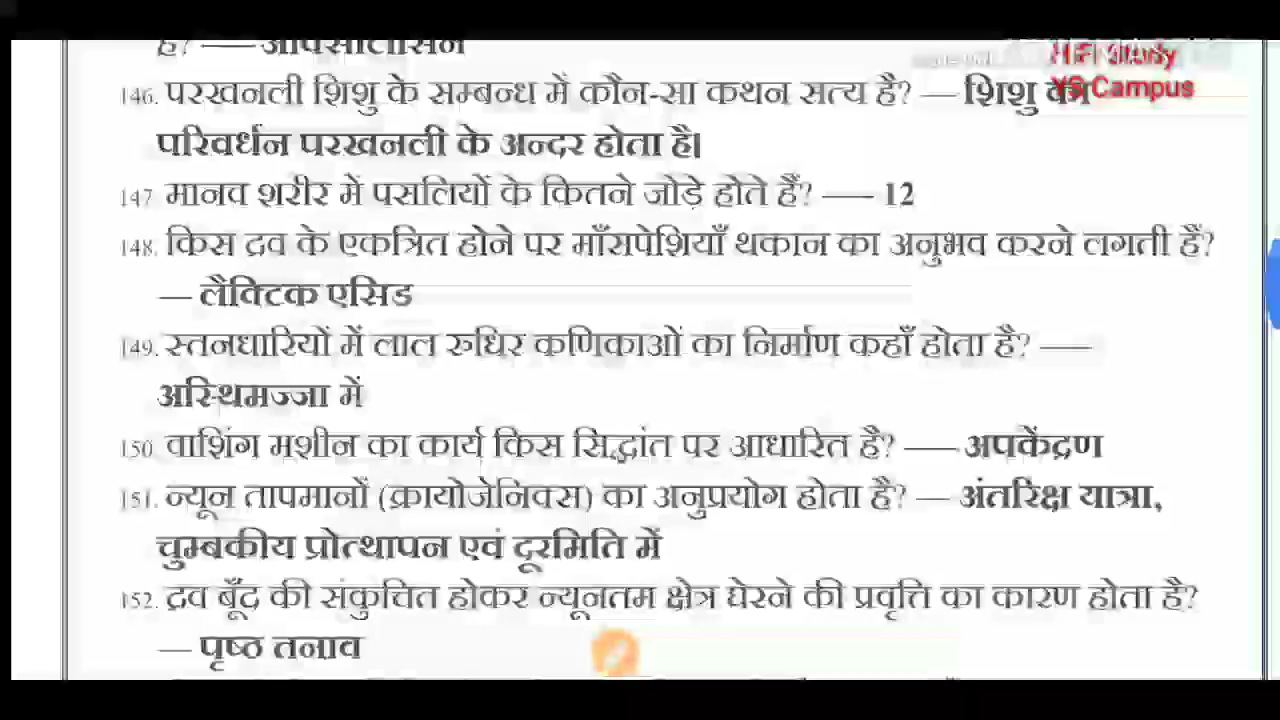 है? —
HFi Study
YS Campus
146. परखनली शिशु के सम्बन्ध में कौन-सा कथन सत्य है? — शिशु का
परिवर्धन परखनली के अन्दर होता है।
147 मानव शरीर में पसलियों के कितने जोड़े होते हैं? — 12
148. किस द्रव के एकत्रित होने पर माँसपेशियाँ थकान का अनुभव करने लगती हैं?
— लैक्टिक एसिड
149. स्तनधारियों में लाल रुधिर कणिकाओं का निर्माण कहाँ होता है? —
अस्थिमज्जा में
150. वाशिंग मशीन का कार्य किस सिद्धांत पर आधारित है? — अपकेंद्रण
151. न्यून तापमानों (क्रायोजेनिक्स) का अनुप्रयोग होता है? — अंतरिक्ष यात्रा,
चुम्बकीय प्रोत्थापन एवं दूरमिति में
152. द्रव बूँद की संकुचित होकर न्यूनतम क्षेत्र घेरने की प्रवृत्ति का कारण होता है?
— पृष्ठ तनाव